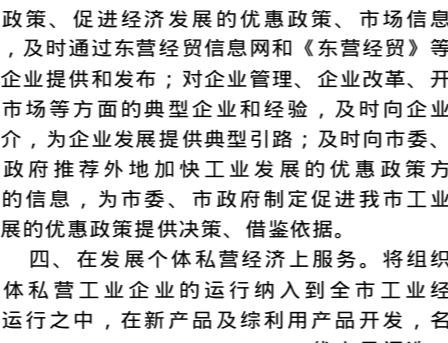 政策、促进经济发展的优惠政策、市场信息
，及时通过东营经贸信息网和《东营经贸》等
企业提供和发布；对企业管理、企业改革、开
市场等方面的典型企业和经验，及时向企业
介，为企业发展提供典型引路；及时向市委、
政府推荐外地加快工业发展的优惠政策方
的信息，为市委、市政府制定促进我市工业
展的优惠政策提供决策、借鉴依据。
四、在发展个体私营经济上服务。将组织
体私营工业企业的运行纳入到全市工业经
运行之中，在新产品及综利用产品开发，名